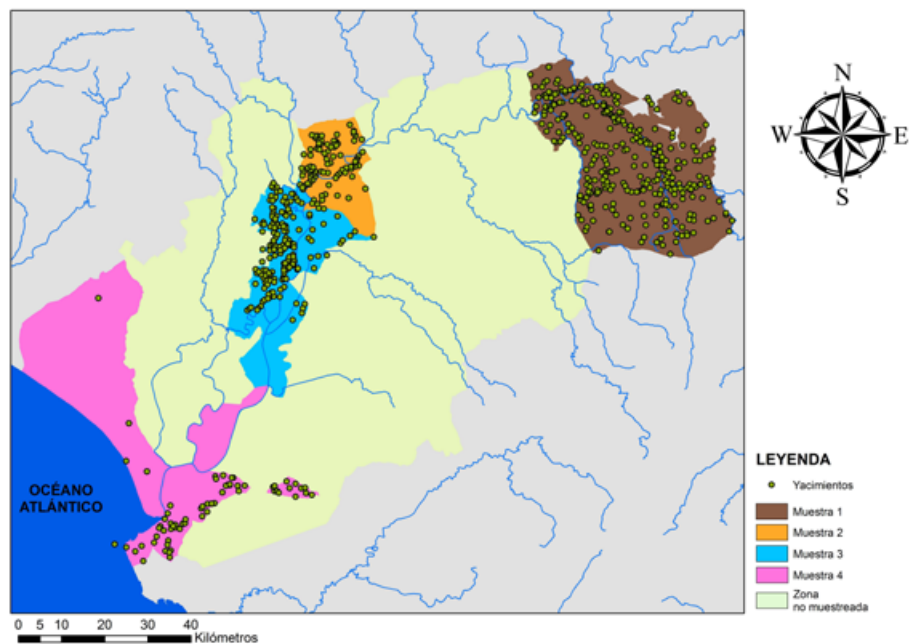 N
W
E
S
OCÉANO
ATLÁNTICO
LEYENDA
Yacimientos
Muestra 1
Muestra 2
Muestra 3
Muestra 4
Zona
no muestreada
0 5 10 20 30 40
Kilómetros